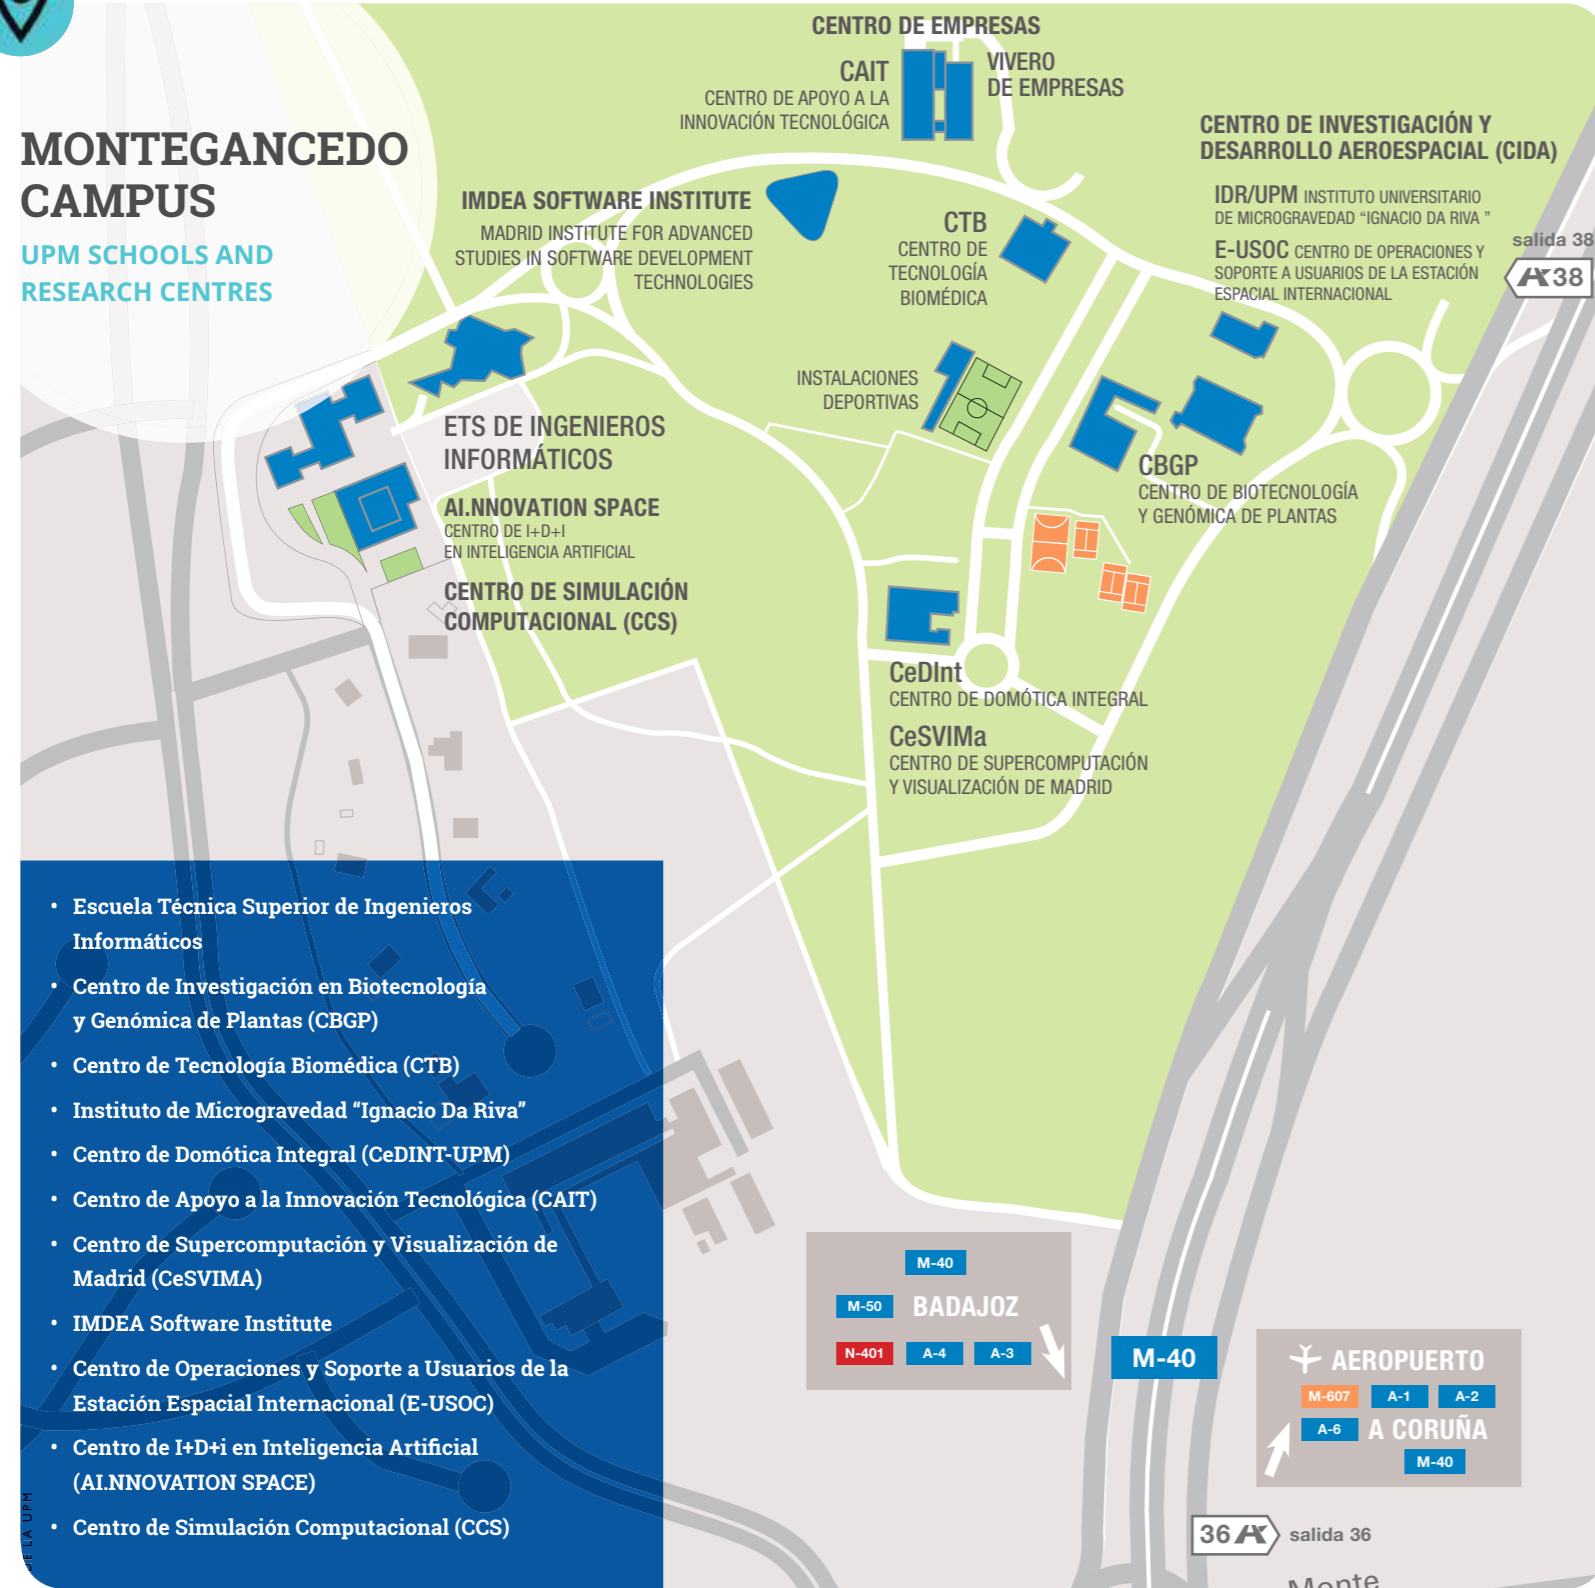 MONTEGANCEDO
CAMPUS
UPM SCHOOLS AND
RESEARCH CENTRES
CENTRO DE EMPRESAS
CAIT
CENTRO DE APOYO A LA
INNOVACIÓN TECNOLÓGICA
VIVERO
DE EMPRESAS
CENTRO DE INVESTIGACIÓN Y
DESARROLLO AEROESPACIAL (CIDA)
IDR/UPM INSTITUTO UNIVERSITARIO
DE MICROGRAVEDAD “IGNACIO DA RIVA ”
E-USOC CENTRO DE OPERACIONES Y
SOPORTE A USUARIOS DE LA ESTACIÓN
ESPACIAL INTERNACIONAL
salida 38
38
IMDEA SOFTWARE INSTITUTE
MADRID INSTITUTE FOR ADVANCED
STUDIES IN SOFTWARE DEVELOPMENT
TECHNOLOGIES
CTB
CENTRO DE
TECNOLOGÍA
BIOMÉDICA
INSTALACIONES
DEPORTIVAS
ETS DE INGENIEROS
INFORMÁTICOS
AI.NNOVATION SPACE
CENTRO DE I+D+I
EN INTELIGENCIA ARTIFICIAL
CENTRO DE SIMULACIÓN
COMPUTACIONAL (CCS)
CBGP
CENTRO DE BIOTECNOLOGÍA
Y GENÓMICA DE PLANTAS
CeDInt
CENTRO DE DOMÓTICA INTEGRAL
CeSVIMa
CENTRO DE SUPERCOMPUTACIÓN
Y VISUALIZACIÓN DE MADRID
• Escuela Técnica Superior de Ingenieros
Informáticos
• Centro de Investigación en Biotecnología
y Genómica de Plantas (CBGP)
• Centro de Tecnología Biomédica (CTB)
• Instituto de Microgravedad “Ignacio Da Riva”
• Centro de Domótica Integral (CeDINT-UPM)
• Centro de Apoyo a la Innovación Tecnológica (CAIT)
• Centro de Supercomputación y Visualización de
Madrid (CeSVIMA)
• IMDEA Software Institute
• Centro de Operaciones y Soporte a Usuarios de la
Estación Espacial Internacional (E-USOC)
• Centro de I+D+i en Inteligencia Artificial
(AI.NNOVATION SPACE)
• Centro de Simulación Computacional (CCS)
DE LA UPM
M-40
M-50 BADAJOZ
N-401 A-4 A-3
M-40
AEROPUERTO
M-607 A-1 A-2
A-6 A CORUÑA
M-40
36 salida 36
Monte